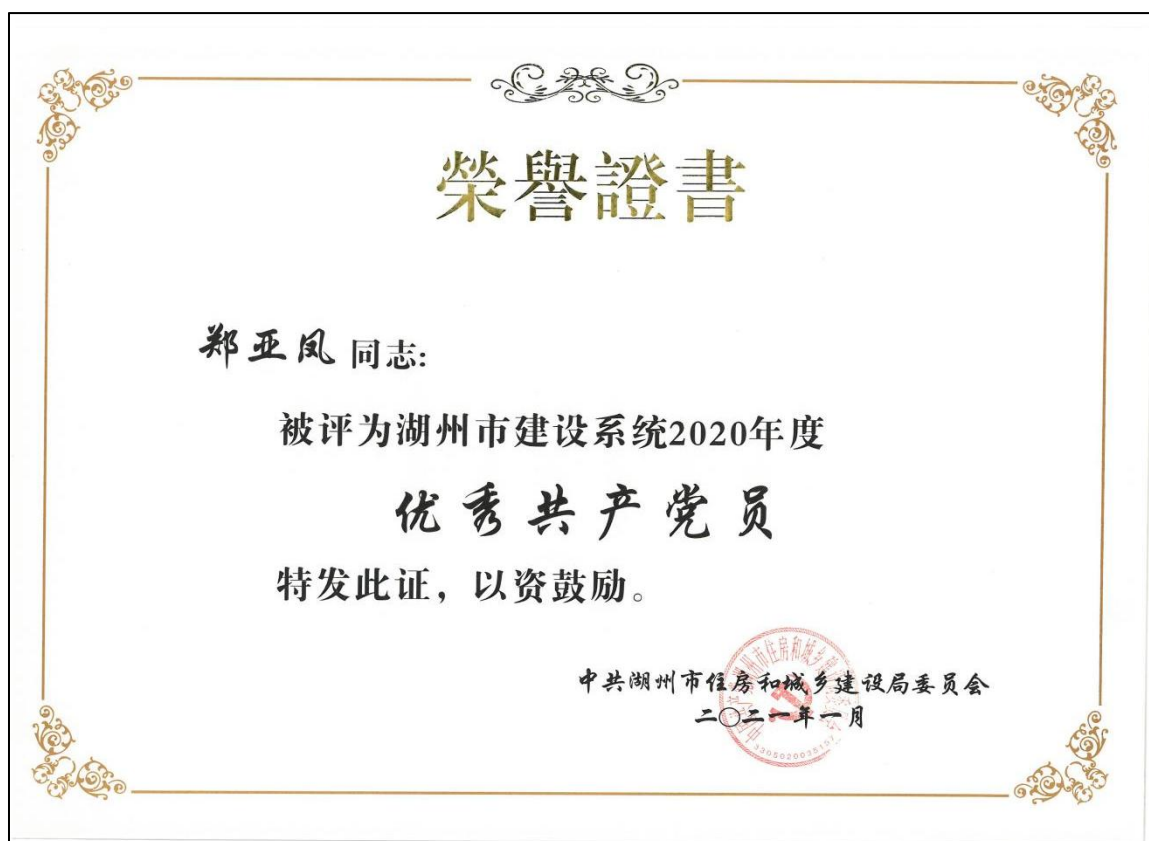 榮譽證書
郑亚凤 同志:
被评为湖州市建设系统2020年度
优秀共产党员
特发此证，以资鼓励。
中共湖州市住房和城乡建设局委员会
二〇二一年一月